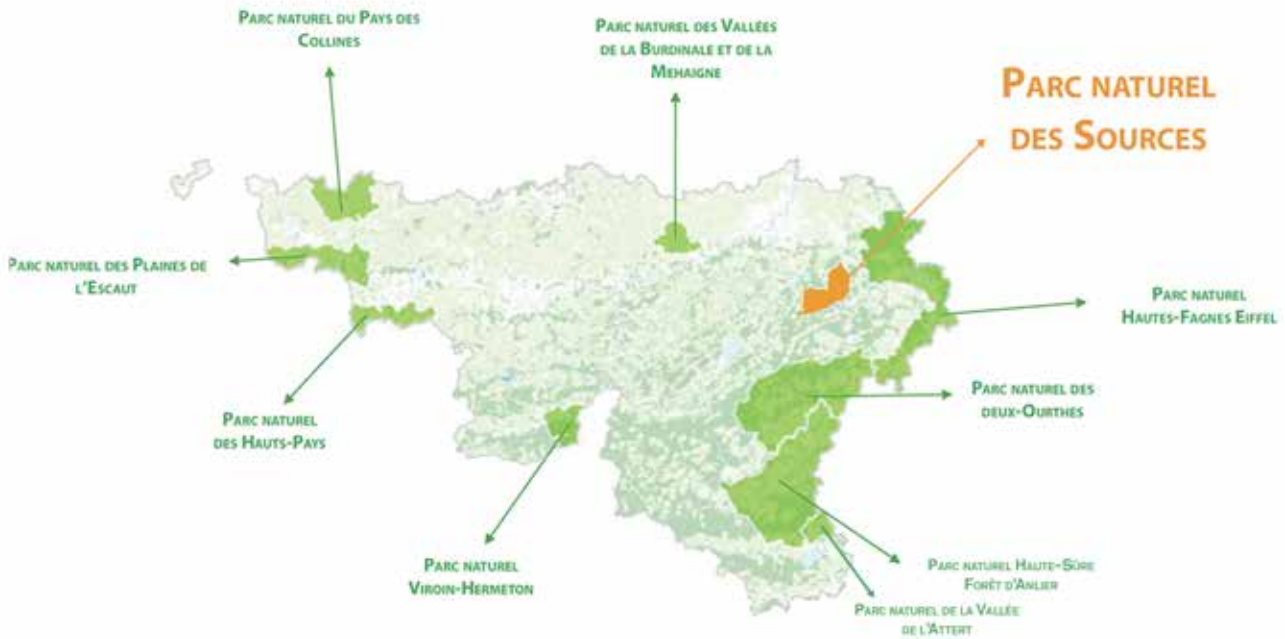 Parc naturel du Pays des
Collines
Parc naturel des Vallées
de la Burdinale et de la
Mehaigne
Parc naturel
des Sources
Parc naturel des Plaines de
l'Escaut
Parc naturel
Hautes-Fagnes Eiffel
Parc naturel des
deux-Ourthes
Parc naturel
des Hauts-Pays
Parc naturel
Viroin-Hermeton
Parc naturel Haute-Sûre
Forêt d'Anlier
Parc naturel de la Vallée
de l'Attert